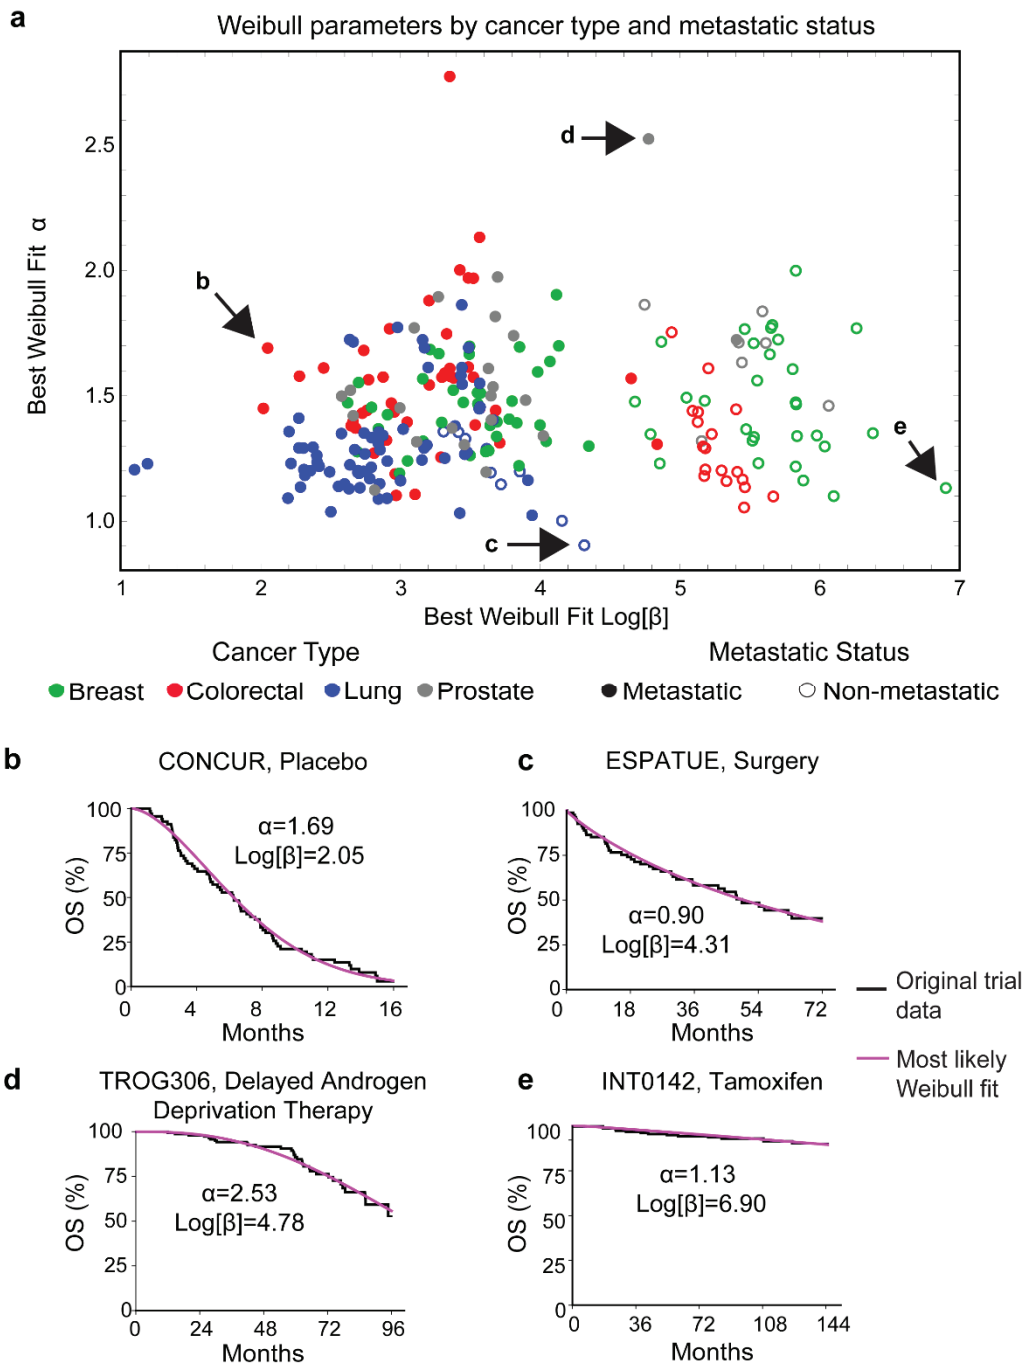 a
Weibull parameters by cancer type and metastatic status
Best Weibull Fit α
2.5
2.0
1.5
1.0
b
d
c
e
1 2 3 4 5 6 7
Best Weibull Fit Log[β]
Cancer Type
Breast Colorectal Lung Prostate
Metastatic Status
Metastatic Non-metastatic
b
CONCUR, Placebo
OS (%)
100
75
50
25
0
α=1.69
Log[β]=2.05
0 4 8 12 16
Months
c
ESPATUE, Surgery
OS (%)
100
75
50
25
0
α=0.90
Log[β]=4.31
0 18 36 54 72
Months
Original trial
data
Most likely
Weibull fit
d
TROG306, Delayed Androgen
Deprivation Therapy
OS (%)
100
75
50
25
0
α=2.53
Log[β]=4.78
0 24 48 72 96
Months
e
INT0142, Tamoxifen
OS (%)
100
75
50
25
0
α=1.13
Log[β]=6.90
0 36 72 108 144
Months